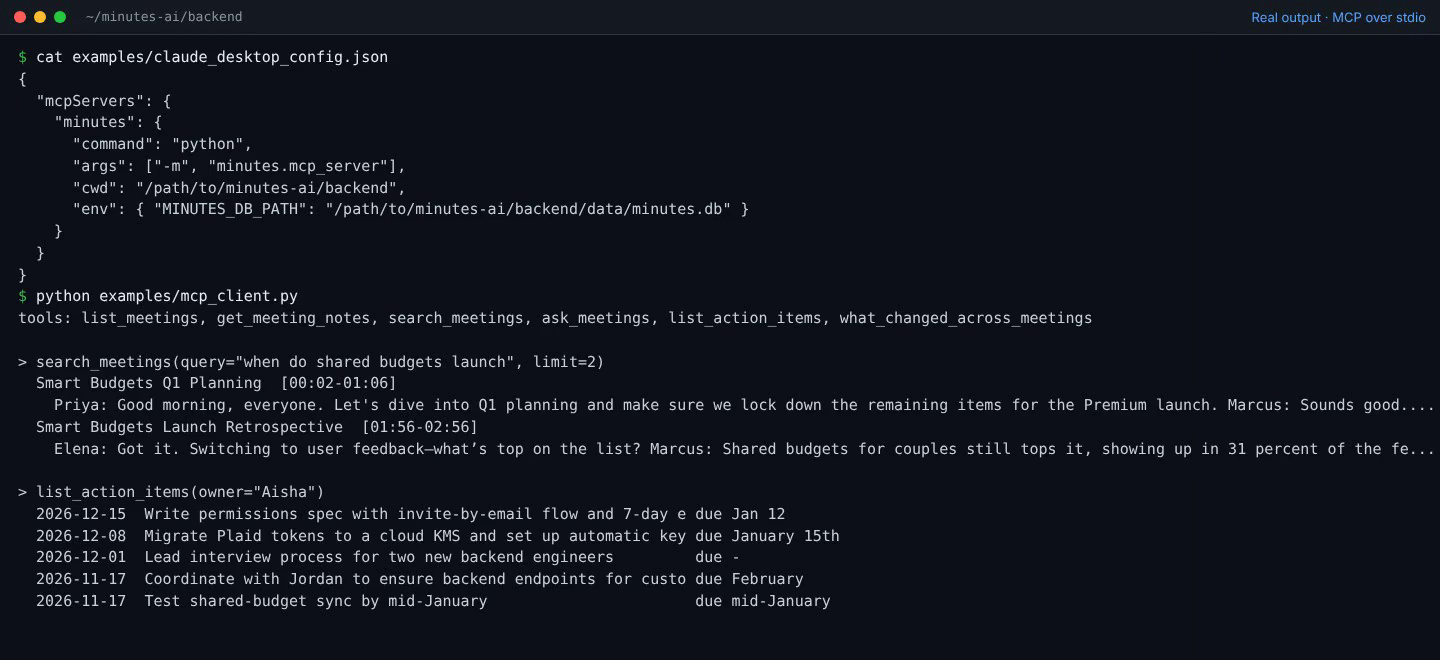 ~/minutes-ai/backend
Real output · MCP over stdio
$ cat examples/claude_desktop_config.json
{
  "mcpServers": {
    "minutes": {
      "command": "python",
      "args": ["-m", "minutes.mcp_server"],
      "cwd": "/path/to/minutes-ai/backend",
      "env": { "MINUTES_DB_PATH": "/path/to/minutes-ai/backend/data/minutes.db" }
    }
  }
}
$ python examples/mcp_client.py
tools: list_meetings, get_meeting_notes, search_meetings, ask_meetings, list_action_items, what_changed_across_meetings

> search_meetings(query="when do shared budgets launch", limit=2)
  Smart Budgets Q1 Planning  [00:02-01:06]
    Priya: Good morning, everyone. Let's dive into Q1 planning and make sure we lock down the remaining items for the Premium launch. Marcus: Sounds good....
  Smart Budgets Launch Retrospective  [01:56-02:56]
    Elena: Got it. Switching to user feedback—what’s top on the list? Marcus: Shared budgets for couples still tops it, showing up in 31 percent of the fe...

> list_action_items(owner="Aisha")
  2026-12-15  Write permissions spec with invite-by-email flow and 7-day e due Jan 12
  2026-12-08  Migrate Plaid tokens to a cloud KMS and set up automatic key due January 15th
  2026-12-01  Lead interview process for two new backend engineers         due -
  2026-11-17  Coordinate with Jordan to ensure backend endpoints for custo due February
  2026-11-17  Test shared-budget sync by mid-January                       due mid-January